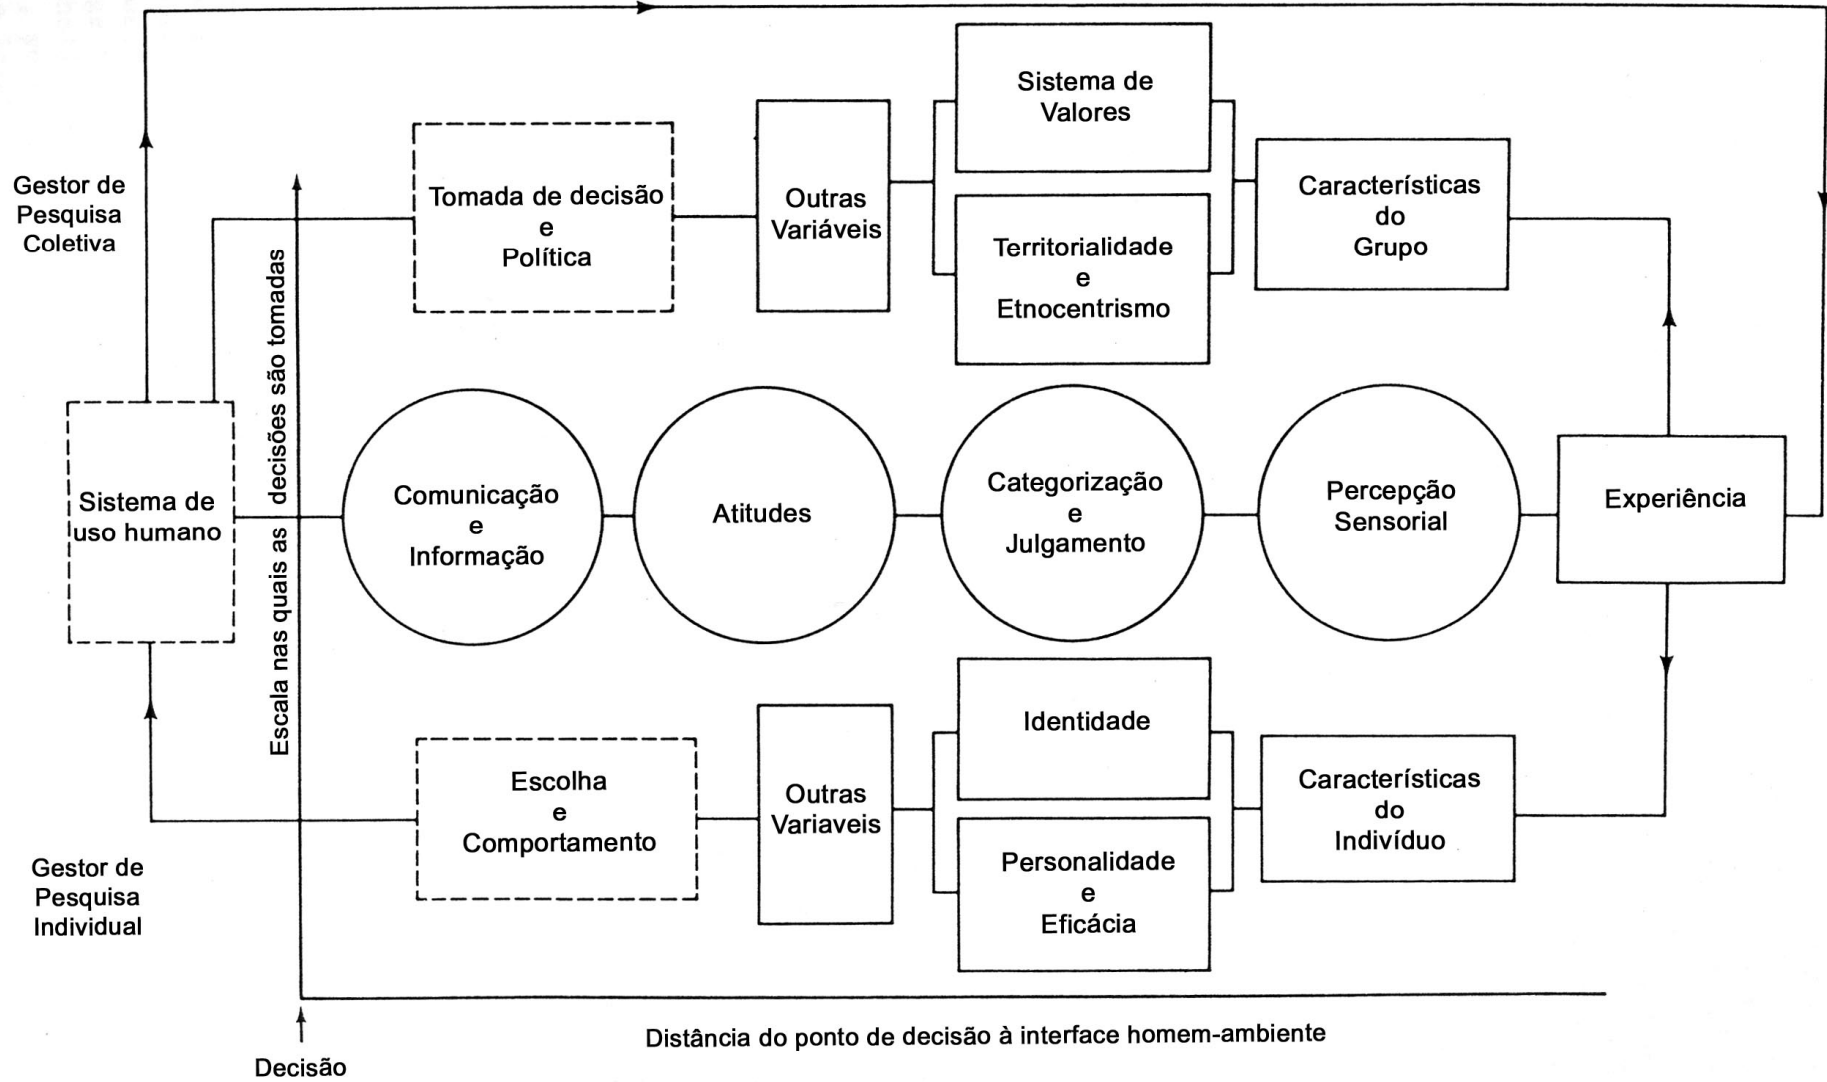 Gestor de
Pesquisa
Coletiva
Tomada de decisão
e
Política
Outras
Variáveis
Sistema de
Valores
Territorialidade
e
Etnocentrismo
Características
do
Grupo
Escala nas quais as decisões são tomadas
Sistema de
uso humano
Comunicação
e
Informação
Atitudes
Categorização
e
Julgamento
Percepção
Sensorial
Experiência
Gestor de
Pesquisa
Individual
Escolha
e
Comportamento
Outras
Variaveis
Identidade
Personalidade
e
Eficácia
Características
do
Indivíduo
Distância do ponto de decisão à interface homem-ambiente
Decisão